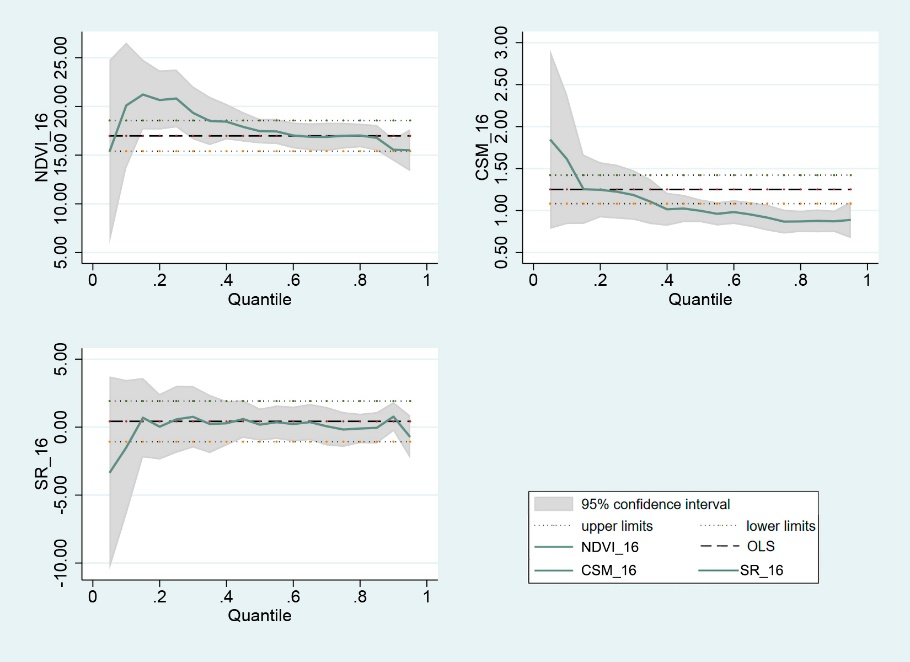 NDVI_16
5.00 10.00 15.00 20.00 25.00
0 .2 .4 .6 .8 1
Quantile
CSM_16
0.50 1.00 1.50 2.00 2.50 3.00
0 .2 .4 .6 .8 1
Quantile
SR_16
-10.00 -5.00 0.00 5.00
0 .2 .4 .6 .8 1
Quantile
95% confidence interval
upper limits lower limits
NDVI_16 OLS
CSM_16 SR_16